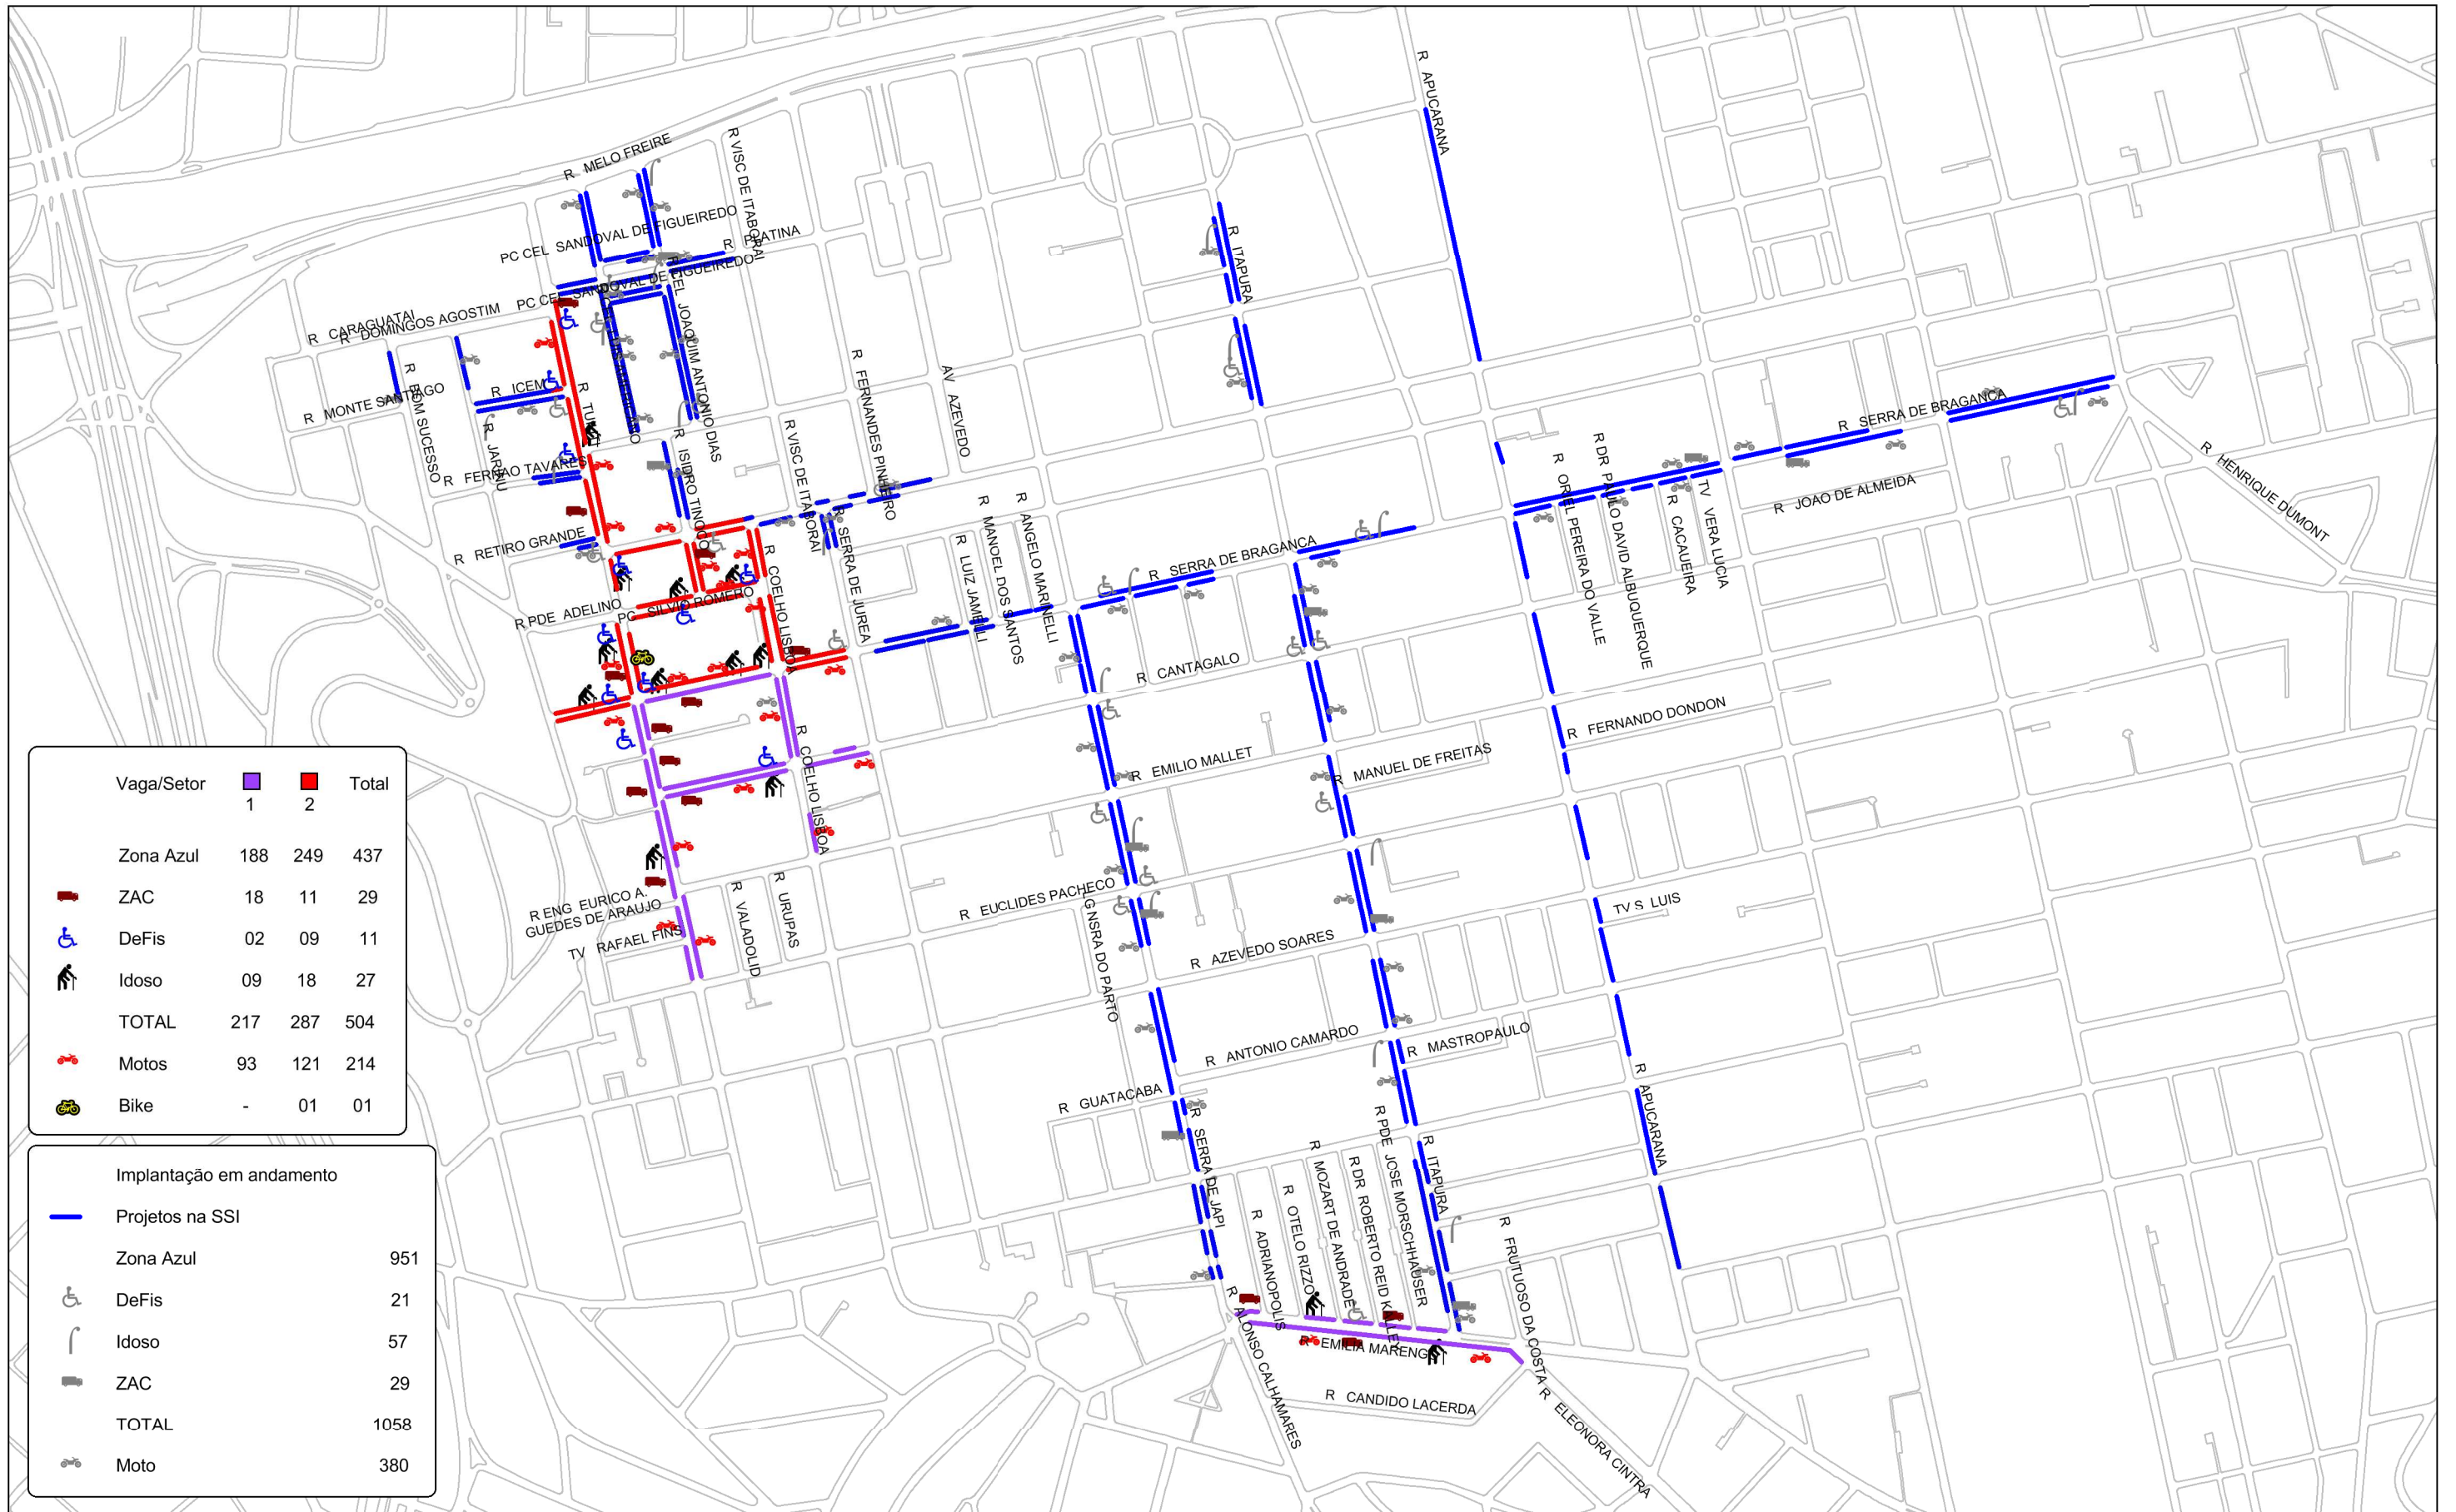 R APUCARANA
R MELO FREIRE
R VISC DE ITABORAI
PC CEL SANDOVAL DE FIGUEIREDO
R PLATINA
R ITAPURA
PC CEL SANDOVAL DE FIGUEIREDO
R CARAGUATAI
R DOMINGOS AGOSTIM
R CEL JOAQUIM ANTONIO DIAS
R MONTE SANTIAGO
R BOM SUCESSO
R ICEM
R JARINU
R FERNAO TAVARES
R ISIDRO TINOCO
R VISC DE ITABORAI
R FERNANDES PINHEIRO
AV AZEVEDO
R RETIRO GRANDE
R SERRA DE JUREA
R COELHO LISBOA
R PDE ADELINO
PC SILVIO ROMERO
R LUIZ JAMELLI
R MANOEL DOS SANTOS
R ANGELO MARINELLI
R SERRA DE BRAGANCA
R SERRA DE BRAGANCA
R HENRIQUE DUMONT
R JOAO DE ALMEIDA
R ORIEL PEREIRA DO VALLE
R DR PAULO DAVID ALBUQUERQUE
R CACAUEIRA
TV VERA LUCIA
R CANTAGALO
R FERNANDO DONDON
R EMILIO MALLET
R MANUEL DE FREITAS
R COELHO LISBOA
R ENG EURICO A.
GUEDES DE ARAUJO
TV RAFAEL FINS
R VALADOLID
R URUPAS
R EUCLIDES PACHECO
LG NSRA DO PARTO
R AZEVEDO SOARES
TV S LUIS
R ANTONIO CAMARDO
R MASTROPAULO
R GUATACABA
R SERRA DE JAPI
R APUCARANA
R ITAPURA
R ADRIANOPOLIS
R OTELO RIZZO
R MOZART DE ANDRADE
R DR ROBERTO REID KALLEY
R PDE JOSE MORSCHHAUSER
R FRUTUOSO DA COSTA
R ALONSO CALHAMARES
R EMILIA MARENGO
R CANDIDO LACERDA
R ELEONORA CINTRA
Vaga/Setor 1 2 Total
Zona Azul 188 249 437
ZAC 18 11 29
DeFis 02 09 11
Idoso 09 18 27
TOTAL 217 287 504
Motos 93 121 214
Bike - 01 01
Implantação em andamento
Projetos na SSI
Zona Azul 951
DeFis 21
Idoso 57
ZAC 29
TOTAL 1058
Moto 380